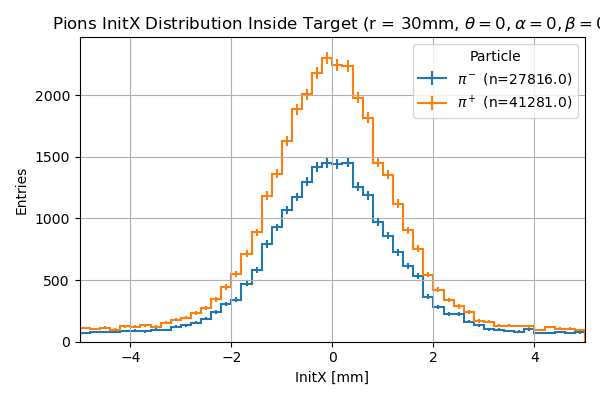 Pions InitX Distribution Inside Target (r = 30mm, θ = 0, α = 0, β = 0
Particle
π⁻ (n=27816.0)
π⁺ (n=41281.0)
Entries
2000
1500
1000
500
0
−4 −2 0 2 4
InitX [mm]